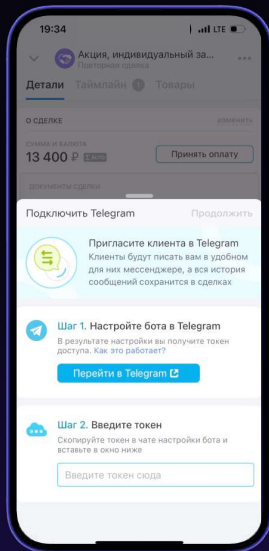 19:34
LTE
Акция, индивидуальный за...
Повторная сделка
Детали Таймлайн 1 Товары
О СДЕЛКЕ
ИЗМЕНИТЬ
СУММА И ВАЛЮТА
13 400 ₽
Принять оплату
ДОКУМЕНТЫ СДЕЛКИ
Подключить Telegram
Продолжить
Пригласите клиента в Telegram
Клиенты будут писать вам в удобном
для них мессенджере, а вся история
сообщений сохранится в сделках
Шаг 1. Настройте бота в Telegram
В результате настройки вы получите токен
доступа. Как это работает?
Перейти в Telegram
Шаг 2. Введите токен
Скопируйте токен в чате настройки бота и
вставьте в окно ниже
Введите токен сюда